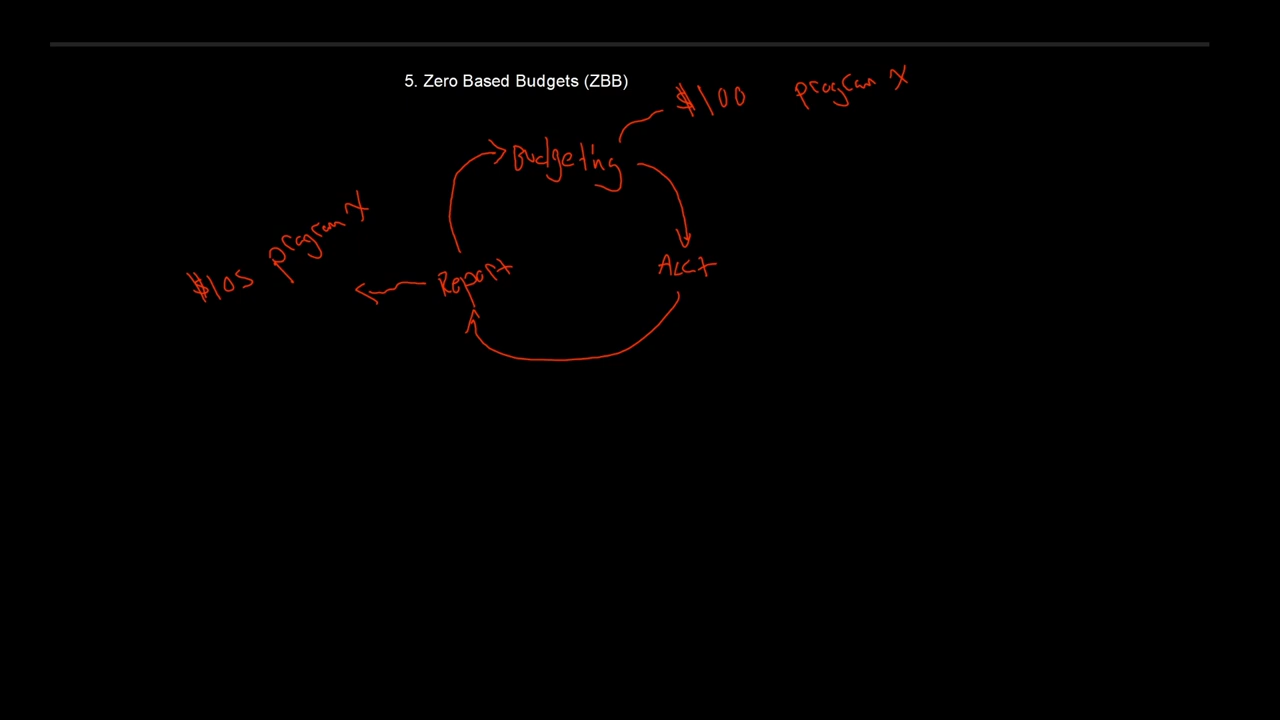 5. Zero Based Budgets (ZBB)
$100 program X
Budgeting
$105 program X
Report
Acct